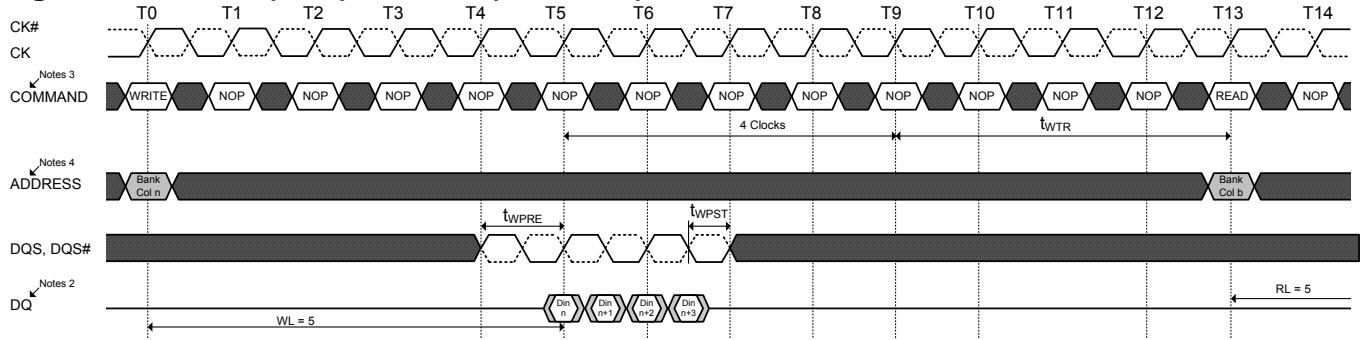 T0 T1 T2 T3 T4 T5 T6 T7 T8 T9 T10 T11 T12 T13 T14
CK#
CK
Notes 3
COMMAND WRITE NOP NOP NOP NOP NOP NOP NOP NOP NOP NOP NOP NOP READ NOP
4 Clocks tWTR
Notes 4
ADDRESS
Bank Col n
Bank Col b
tWPRE tWPST
DQS, DQS#
Notes 2
DQ
Din n
Din n+1
Din n+2
Din n+3
RL = 5
WL = 5